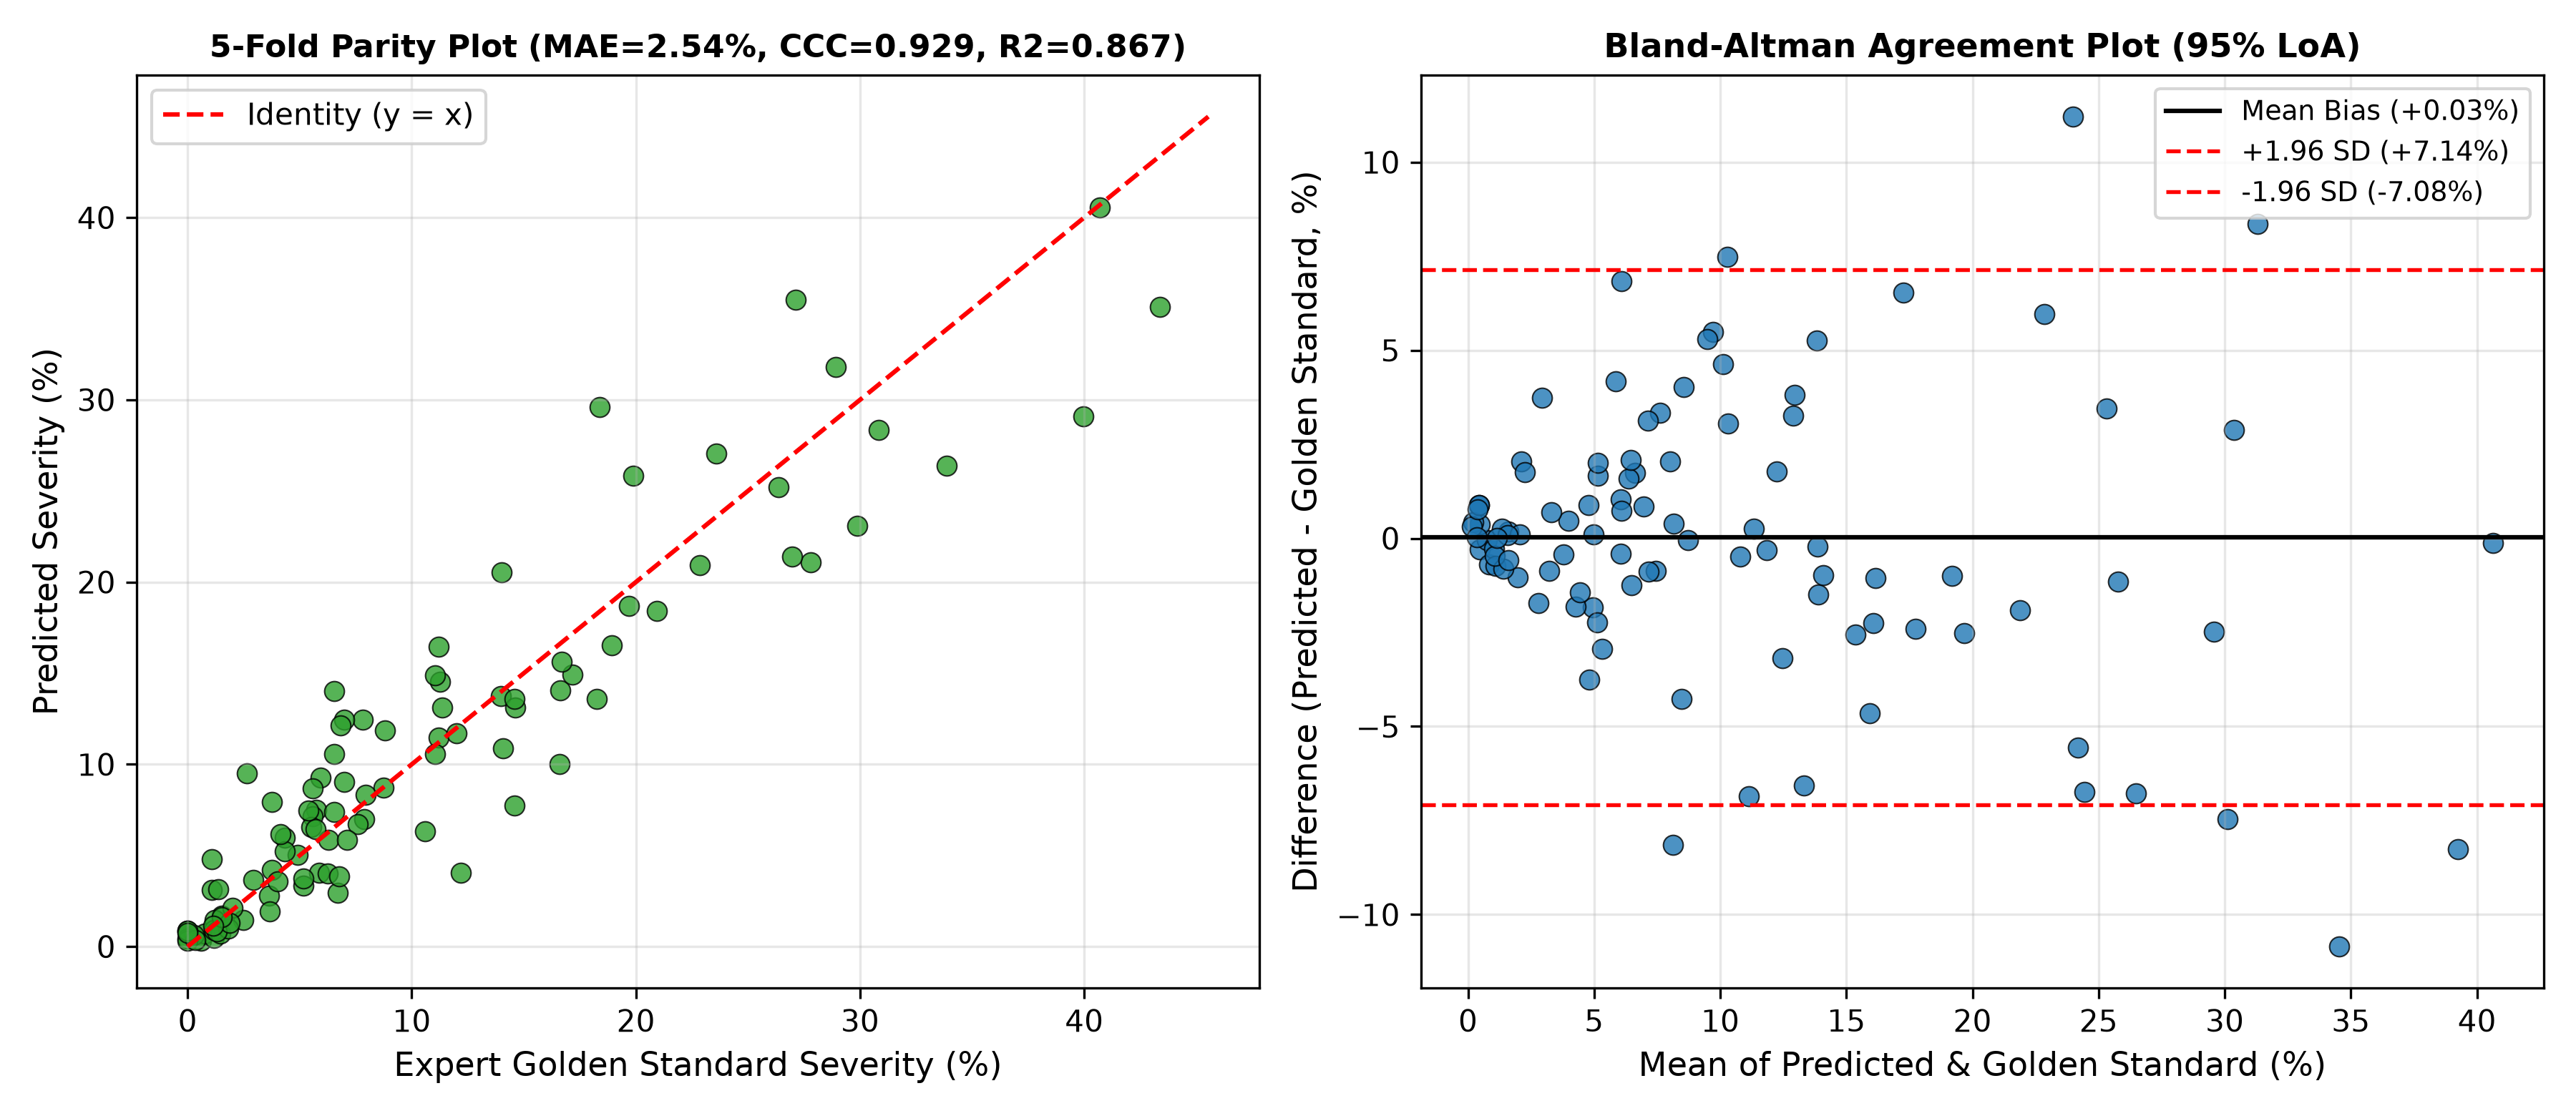 5-Fold Parity Plot (MAE=2.54%, CCC=0.929, R2=0.867)
Identity (y = x)
Predicted Severity (%)
40
30
20
10
0
0 10 20 30 40
Expert Golden Standard Severity (%)
Bland-Altman Agreement Plot (95% LoA)
Mean Bias (+0.03%)
+1.96 SD (+7.14%)
-1.96 SD (-7.08%)
Difference (Predicted - Golden Standard, %)
10
5
0
−5
−10
0 5 10 15 20 25 30 35 40
Mean of Predicted & Golden Standard (%)